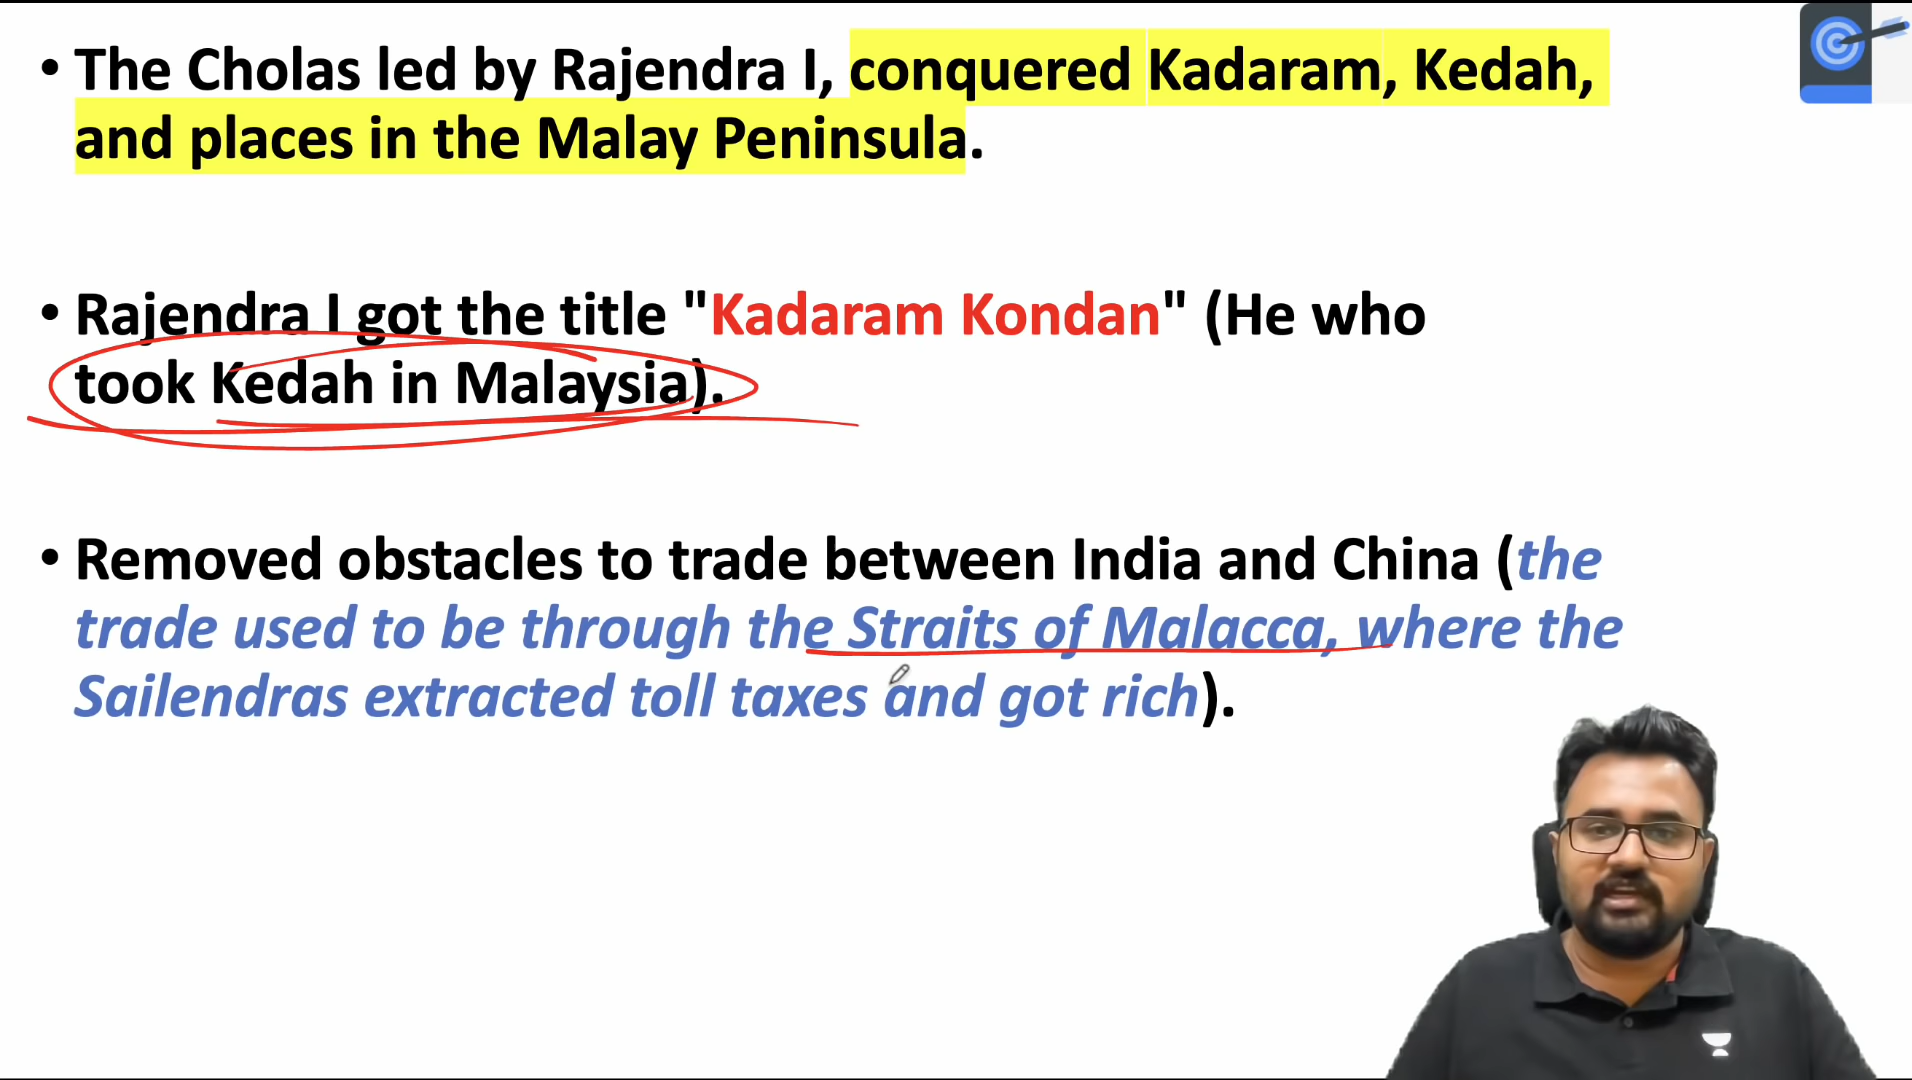 • The Cholas led by Rajendra I, conquered Kadaram, Kedah,
and places in the Malay Peninsula.
• Rajendra I got the title "Kadaram Kondan" (He who
took Kedah in Malaysia).
• Removed obstacles to trade between India and China (the
trade used to be through the Straits of Malacca, where the
Sailendras extracted toll taxes and got rich).